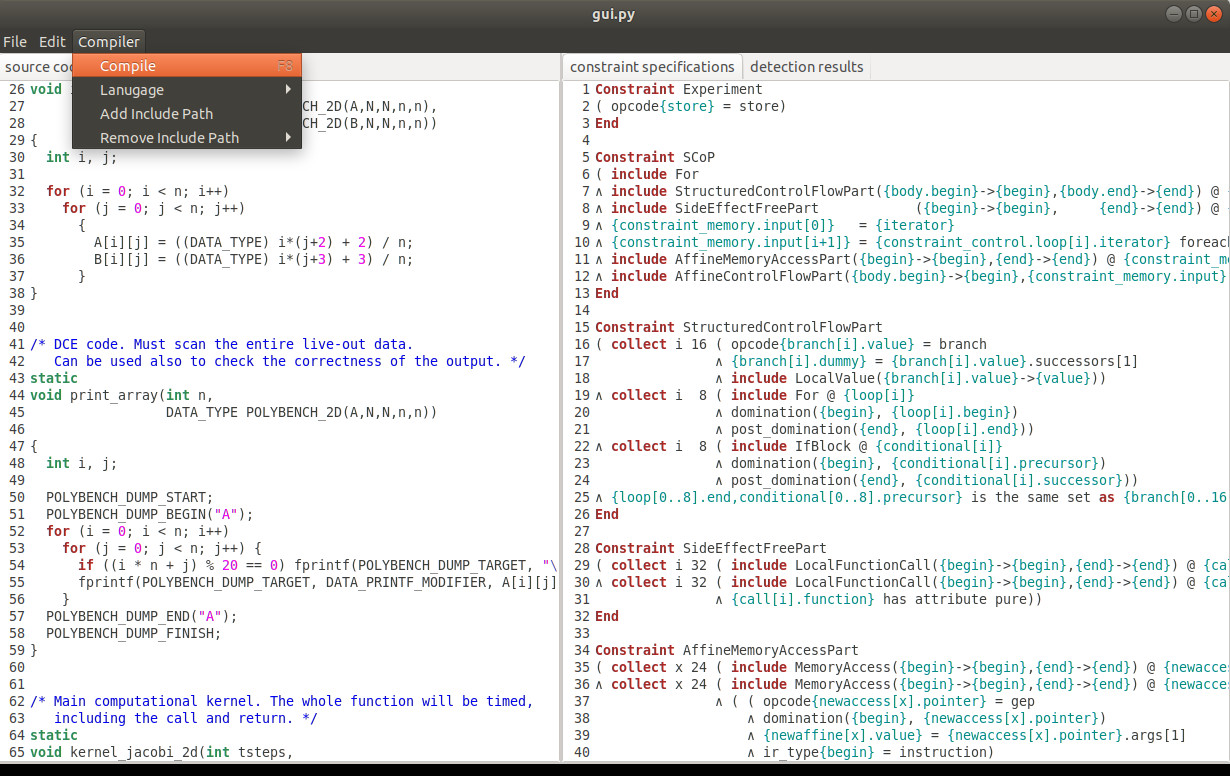 gui.py
File Edit Compiler
Compile F8
Lanugage
Add Include Path
Remove Include Path
source
26 void
27 CH_2D(A,N,N,n,n),
28 CH_2D(B,N,N,n,n))
29 {
30   int i, j;
31
32   for (i = 0; i < n; i++)
33     for (j = 0; j < n; j++)
34       {
35         A[i][j] = ((DATA_TYPE) i*(j+2) + 2) / n;
36         B[i][j] = ((DATA_TYPE) i*(j+3) + 3) / n;
37       }
38 }
39
40
41 /* DCE code. Must scan the entire live-out data.
42    Can be used also to check the correctness of the output. */
43 static
44 void print_array(int n,
45                  DATA_TYPE POLYBENCH_2D(A,N,N,n,n))
46
47 {
48   int i, j;
49
50   POLYBENCH_DUMP_START;
51   POLYBENCH_DUMP_BEGIN("A");
52   for (i = 0; i < n; i++)
53     for (j = 0; j < n; j++) {
54       if ((i * n + j) % 20 == 0) fprintf(POLYBENCH_DUMP_TARGET, "\
55       fprintf(POLYBENCH_DUMP_TARGET, DATA_PRINTF_MODIFIER, A[i][j]
56     }
57   POLYBENCH_DUMP_END("A");
58   POLYBENCH_DUMP_FINISH;
59 }
60
61
62 /* Main computational kernel. The whole function will be timed,
63    including the call and return. */
64 static
65 void kernel_jacobi_2d(int tsteps,
constraint specifications detection results
1 Constraint Experiment
2 ( opcode{store} = store)
3 End
4
5 Constraint SCoP
6 ( include For
7 ∧ include StructuredControlFlowPart({body.begin}->{begin},{body.end}->{end}) @
8 ∧ include SideEffectFreePart            ({begin}->{begin},     {end}->{end}) @
9 ∧ {constraint_memory.input[0]}   = {iterator}
10 ∧ {constraint_memory.input[i+1]} = {constraint_control.loop[i].iterator} foreac
11 ∧ include AffineMemoryAccessPart({begin}->{begin},{end}->{end}) @ {constraint_m
12 ∧ include AffineControlFlowPart({body.begin}->{begin},{constraint_memory.input}
13 End
14
15 Constraint StructuredControlFlowPart
16 ( collect i 16 ( opcode{branch[i].value} = branch
17                ∧ {branch[i].dummy} = {branch[i].value}.successors[1]
18                ∧ include LocalValue({branch[i].value}->{value}))
19 ∧ collect i  8 ( include For @ {loop[i]}
20                ∧ domination({begin}, {loop[i].begin})
21                ∧ post_domination({end}, {loop[i].end}))
22 ∧ collect i  8 ( include IfBlock @ {conditional[i]}
23                ∧ domination({begin}, {conditional[i].precursor})
24                ∧ post_domination({end}, {conditional[i].successor}))
25 ∧ {loop[0..8].end,conditional[0..8].precursor} is the same set as {branch[0..16
26 End
27
28 Constraint SideEffectFreePart
29 ( collect i 32 ( include LocalFunctionCall({begin}->{begin},{end}->{end}) @ {ca
30 ∧ collect i 32 ( include LocalFunctionCall({begin}->{begin},{end}->{end}) @ {ca
31                ∧ {call[i].function} has attribute pure))
32 End
33
34 Constraint AffineMemoryAccessPart
35 ( collect x 24 ( include MemoryAccess({begin}->{begin},{end}->{end}) @ {newacce
36 ∧ collect x 24 ( include MemoryAccess({begin}->{begin},{end}->{end}) @ {newacce
37                ∧ ( ( opcode{newaccess[x].pointer} = gep
38                    ∧ domination({begin}, {newaccess[x].pointer})
39                    ∧ {newaffine[x].value} = {newaccess[x].pointer}.args[1]
40                    ∧ ir_type{begin} = instruction)